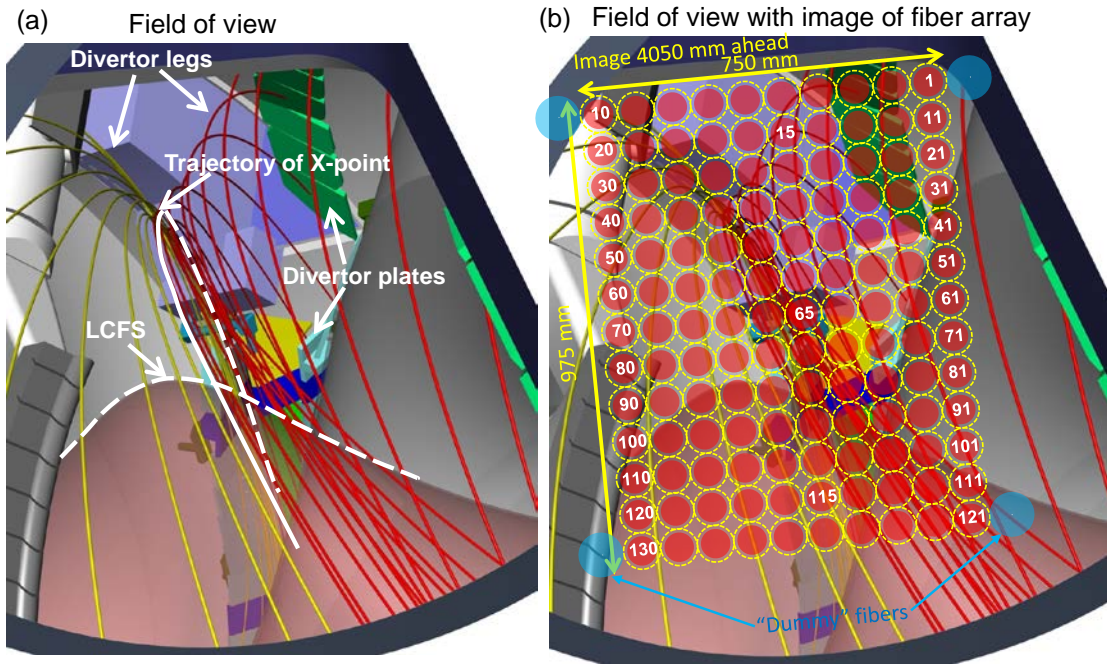 (a)
Field of view
Divertor legs
Trajectory of X-point
Divertor plates
LCFS
(b)
Field of view with image of fiber array
Image 4050 mm ahead
750 mm
975 mm
1
10
11
15
20
21
30
31
40
41
50
51
60
61
65
70
71
80
81
90
91
100
101
110
111
115
120
121
130
“Dummy” fibers